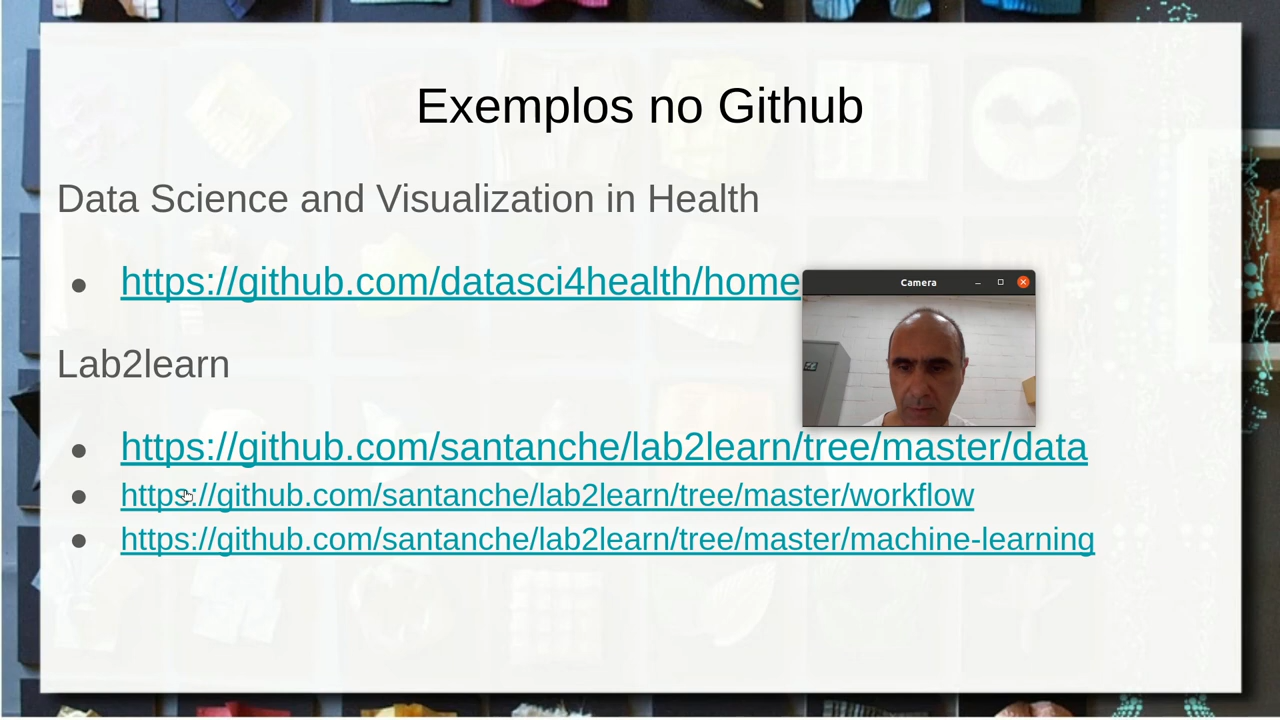 Exemplos no Github
Data Science and Visualization in Health
https://github.com/datasci4health/home
Camera
Lab2learn
https://github.com/santanche/lab2learn/tree/master/data
https://github.com/santanche/lab2learn/tree/master/workflow
https://github.com/santanche/lab2learn/tree/master/machine-learning